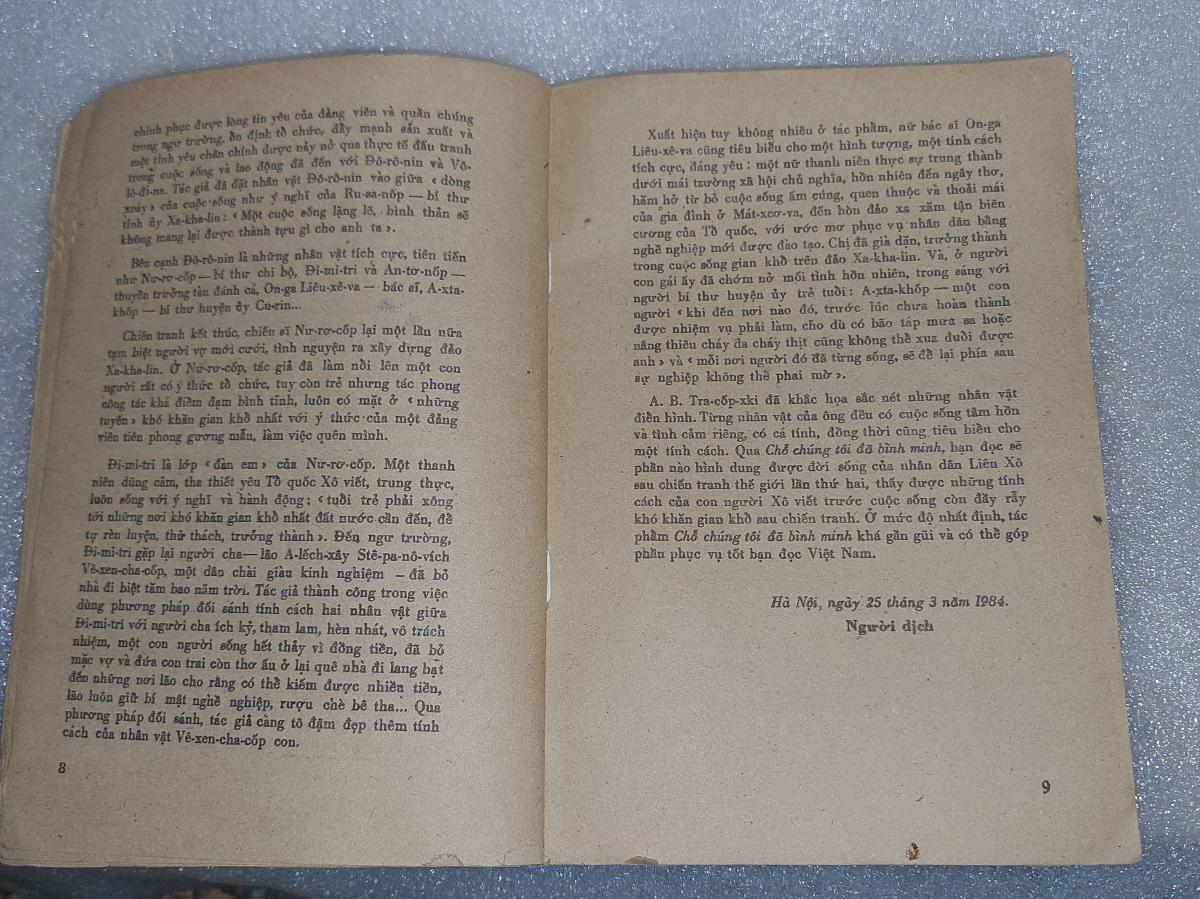 chinh phục được lòng tin yêu của đảng viên và quần chúng
trong ngư trường, ổn định tổ chức, đẩy mạnh sản xuất và
một tình yêu chân chính được nảy nở qua thực tế đấu tranh
trong cuộc sống và lao động đã đến với Đô-rô-nin và Vô-
lô-đi-na. Tác giả đã đặt nhân vật Đô-rô-nin vào giữa « dòng
xoáy » của cuộc sống như ý nghĩ của Ru-sa-nốp — bí thư
tỉnh ủy Xa-kha-lin : « Một cuộc sống lặng lẽ, bình thản sẽ
không mang lại được thành tựu gì cho anh ta ».
Bên cạnh Đô-rô-nin là những nhân vật tích cực, tiên tiến
như Nư-rơ-cốp — bí thư chi bộ, Đi-mi-tri và An-tơ-nốp —
thuyền trưởng tàu đánh cá, On-ga Liêu-xê-va — bác sĩ, A-xta-
khốp — bí thư huyện ủy Cu-rin...
Chiến tranh kết thúc, chiến sĩ Nư-rơ-cốp lại một lần nữa
tạm biệt người vợ mới cưới, tình nguyện ra xây dựng đảo
Xa-kha-lin. Ở Nư-rơ-cốp, tác giả đã làm nổi lên một con
người rất có ý thức tổ chức, tuy còn trẻ nhưng tác phong
công tác khá điềm đạm bình tĩnh, luôn có mặt ở « những
tuyến » khó khăn gian khổ nhất với ý thức của một đảng
viên tiên phong gương mẫu, làm việc quên mình.
Đi-mi-tri là lớp « đàn em » của Nư-rơ-cốp. Một thanh
niên dũng cảm, tha thiết yêu Tổ quốc Xô viết, trung thực,
luôn sống với ý nghĩ và hành động ; « tuổi trẻ phải xông
tới những nơi khó khăn gian khổ nhất đất nước cần đến, để
tự rèn luyện, thử thách, trưởng thành ». Đến ngư trường,
Đi-mi-tri gặp lại người cha— lão A-lếch-xây Stê-pa-nô-vích
Vê-xen-cha-cốp, một dân chài giàu kinh nghiệm — đã bỏ
nhà đi biệt tăm bao năm trời. Tác giả thành công trong việc
dùng phương pháp đối sánh tính cách hai nhân vật giữa
Đi-mi-tri với người cha ích kỷ, tham lam, hèn nhát, vô trách
nhiệm, một con người sống hết thảy vì đồng tiền, đã bỏ
mặc vợ và đứa con trai còn thơ ấu ở lại quê nhà đi lang bạt
đến những nơi lão cho rằng có thể kiếm được nhiều tiền,
lão luôn giữ bí mật nghề nghiệp, rượu chè bê tha... Qua
phương pháp đối sánh, tác giả càng tô đậm đẹp thêm tính
cách của nhân vật Vê-xen-cha-cốp con.
8
Xuất hiện tuy không nhiều ở tác phẩm, nữ bác sĩ On-ga
Liêu-xê-va cũng tiêu biểu cho một hình tượng, một tính cách
tích cực, đáng yêu : một nữ thanh niên thực sự trung thành
dưới mái trường xã hội chủ nghĩa, hồn nhiên đến ngây thơ,
hăm hở từ bỏ cuộc sống ấm cúng, quen thuộc và thoải mái
của gia đình ở Mát-xcơ-va, đến hòn đảo xa xăm tận biên
cương của Tổ quốc, với ước mơ phục vụ nhân dân bằng
nghề nghiệp mới được đào tạo. Chị đã già dặn, trưởng thành
trong cuộc sống gian khổ trên đảo Xa-kha-lin. Và, ở người
con gái ấy đã chớm nở mối tình hồn nhiên, trong sáng với
người bí thư huyện ủy trẻ tuổi : A-xta-khốp — một con
người « khi đến nơi nào đó, trước lúc chưa hoàn thành
được nhiệm vụ phải làm, cho dù có bão táp mưa sa hoặc
nắng thiêu cháy da cháy thịt cũng không thể xua đuổi được
anh » và « mỗi nơi người đó đã từng sống, sẽ để lại phía sau
sự nghiệp không thể phai mờ ».
A. B. Tra-cốp-xki đã khắc họa sắc nét những nhân vật
điển hình. Từng nhân vật của ông đều có cuộc sống tâm hồn
và tình cảm riêng, có cá tính, đồng thời cũng tiêu biểu cho
một tính cách. Qua Chỗ chúng tôi đã bình minh, bạn đọc sẽ
phần nào hình dung được đời sống của nhân dân Liên Xô
sau chiến tranh thế giới lần thứ hai, thấy được những tính
cách của con người Xô viết trước cuộc sống còn đầy rẫy
khó khăn gian khổ sau chiến tranh. Ở mức độ nhất định, tác
phẩm Chỗ chúng tôi đã bình minh khá gần gũi và có thể góp
phần phục vụ tốt bạn đọc Việt Nam.
Hà Nội, ngày 25 tháng 3 năm 1984.
Người dịch
9